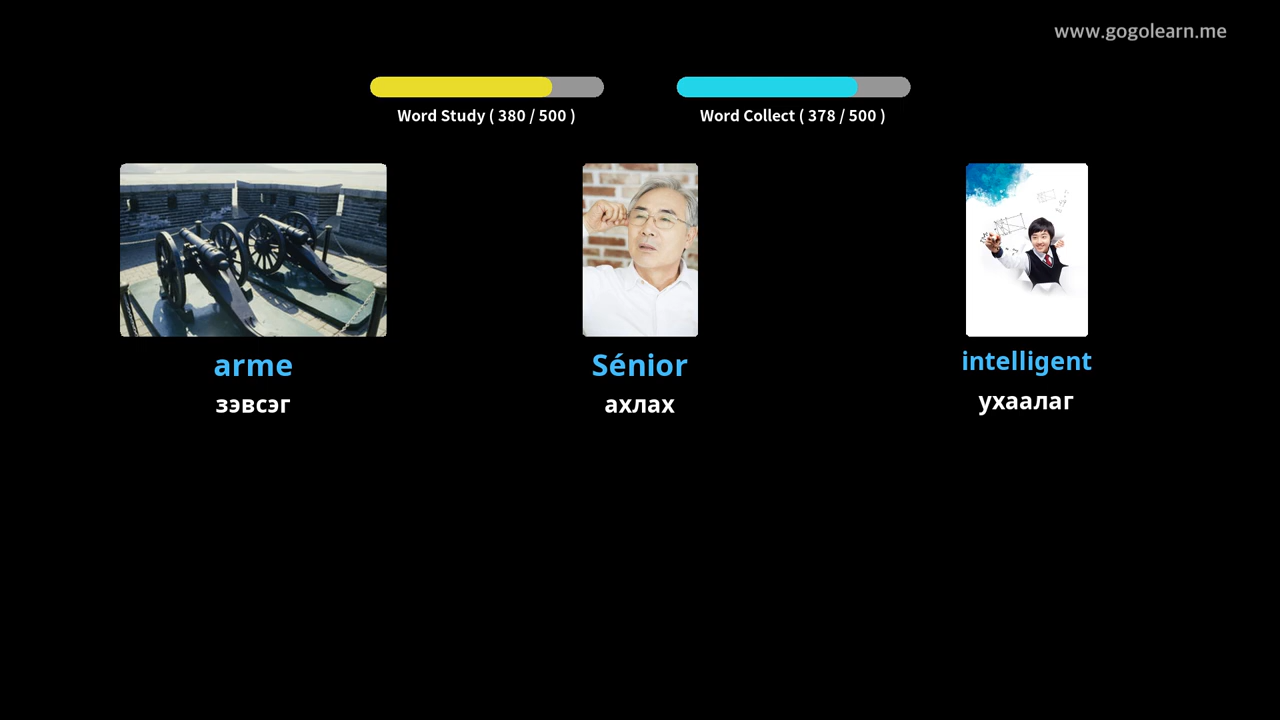 www.gogolearn.me
Word Study ( 380 / 500 )
Word Collect ( 378 / 500 )
arme
зэвсэг
Sénior
ахлах
intelligent
ухаалаг